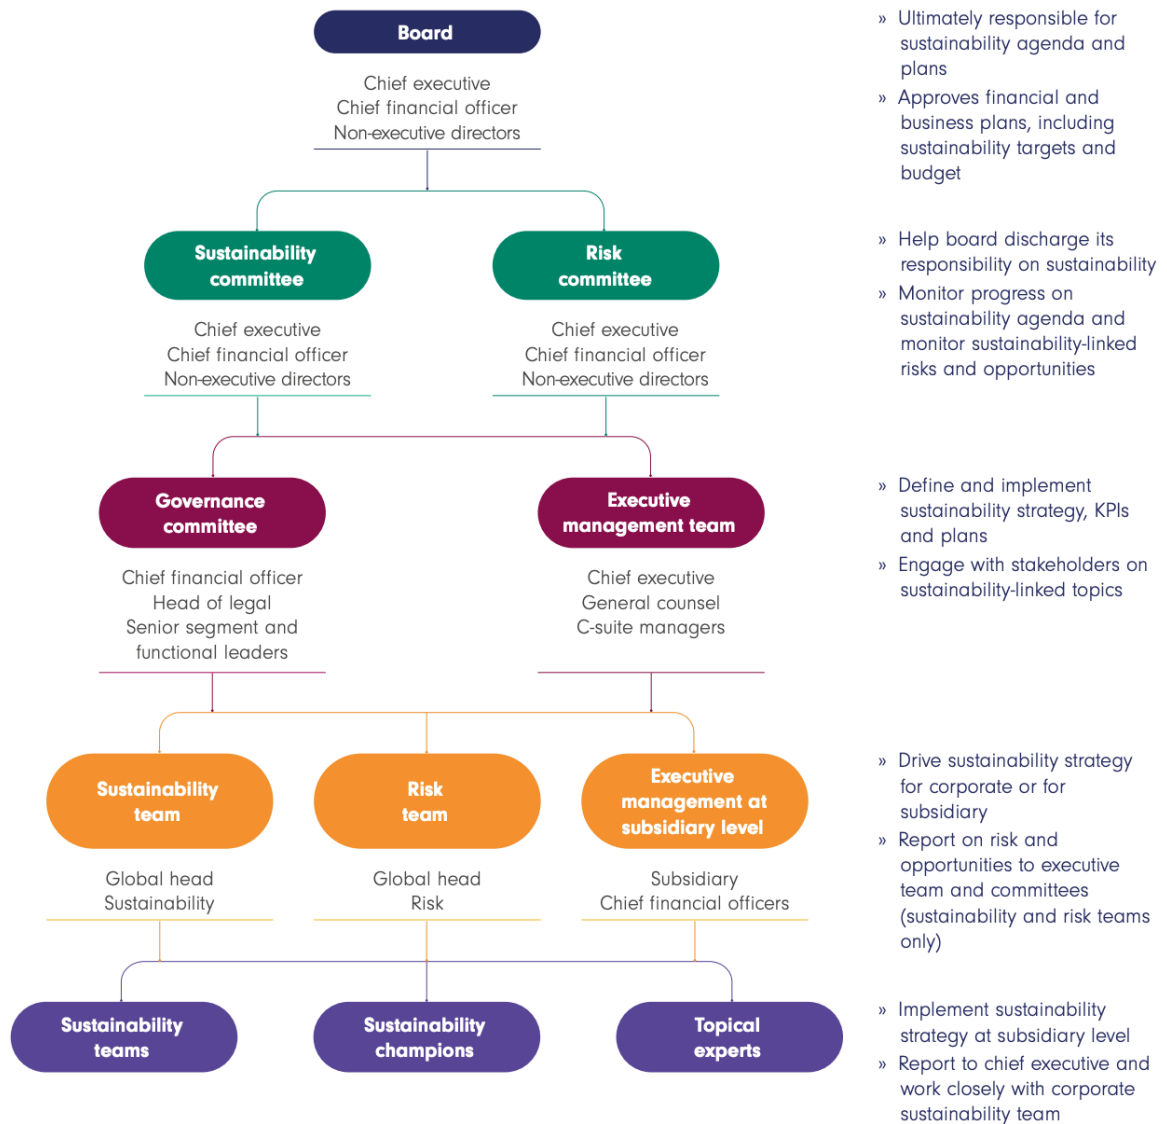 Board
Chief executive
Chief financial officer
Non-executive directors
» Ultimately responsible for
sustainability agenda and
plans
» Approves financial and
business plans, including
sustainability targets and
budget
Sustainability
committee
Chief executive
Chief financial officer
Non-executive directors
Risk
committee
Chief executive
Chief financial officer
Non-executive directors
» Help board discharge its
responsibility on sustainability
» Monitor progress on
sustainability agenda and
monitor sustainability-linked
risks and opportunities
Governance
committee
Chief financial officer
Head of legal
Senior segment and
functional leaders
Executive
management team
Chief executive
General counsel
C-suite managers
» Define and implement
sustainability strategy, KPIs
and plans
» Engage with stakeholders on
sustainability-linked topics
Sustainability
team
Global head
Sustainability
Risk
team
Global head
Risk
Executive
management at
subsidiary level
Subsidiary
Chief financial officers
» Drive sustainability strategy
for corporate or for
subsidiary
» Report on risk and
opportunities to executive
team and committees
(sustainability and risk teams
only)
Sustainability
teams
Sustainability
champions
Topical
experts
» Implement sustainability
strategy at subsidiary level
» Report to chief executive and
work closely with corporate
sustainability team